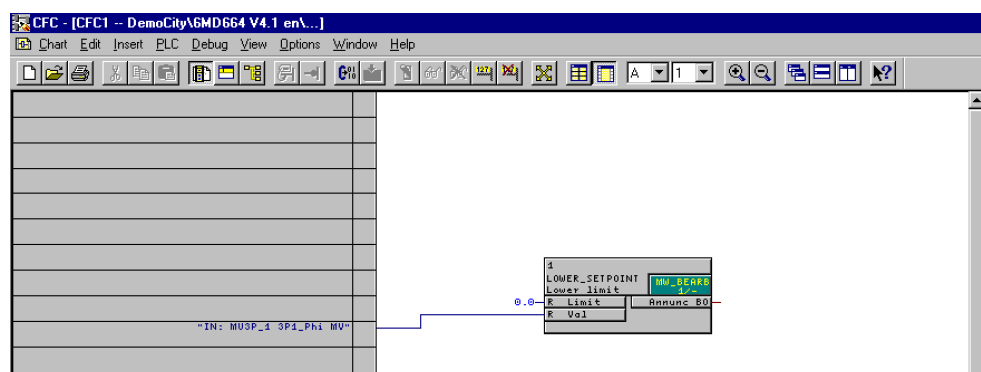 CFC - [CFC1 -- DemoCity\6MD664 V4.1 en\...]
Chart Edit Insert PLC Debug View Options Window Help
A 1
1
LOWER_SETPOINT MW_BEARB
Lower limit 1/-
0.0 R Limit Annunc BO
R Val
"IN: MU3P_1 3P1_Phi MV"